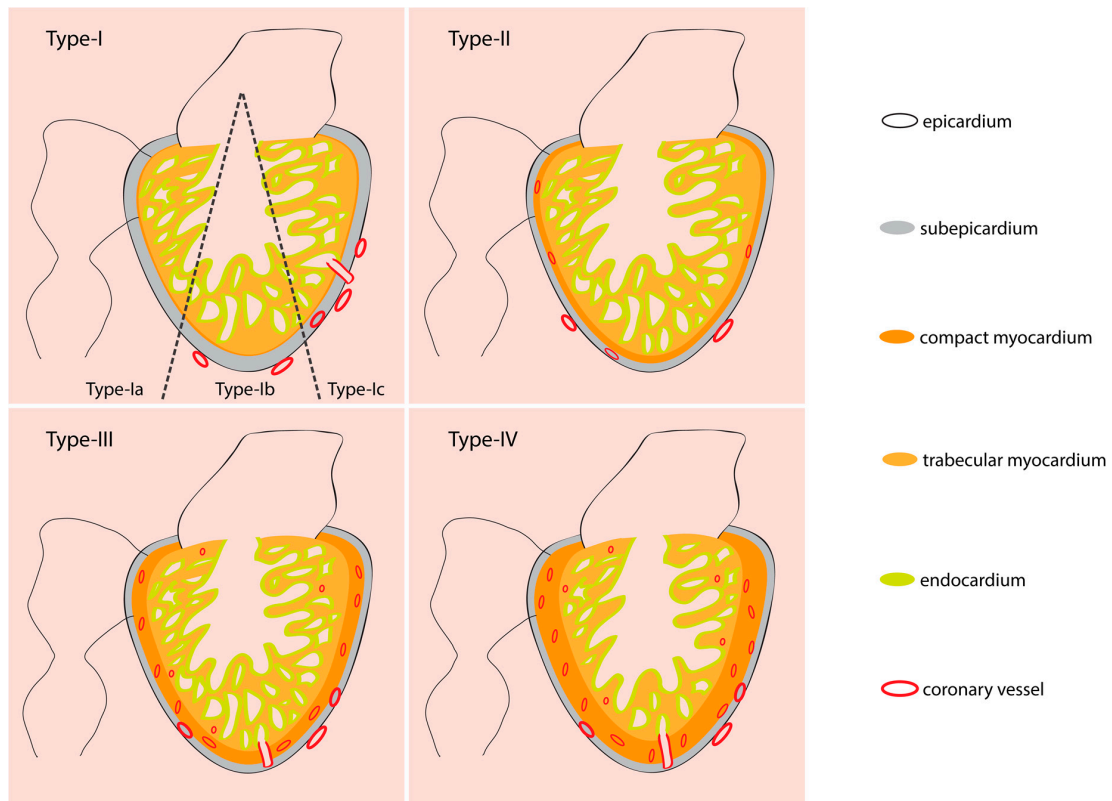 Type-I
Type-Ia
Type-Ib
Type-Ic
Type-II
Type-III
Type-IV
epicardium
subepicardium
compact myocardium
trabecular myocardium
endocardium
coronary vessel